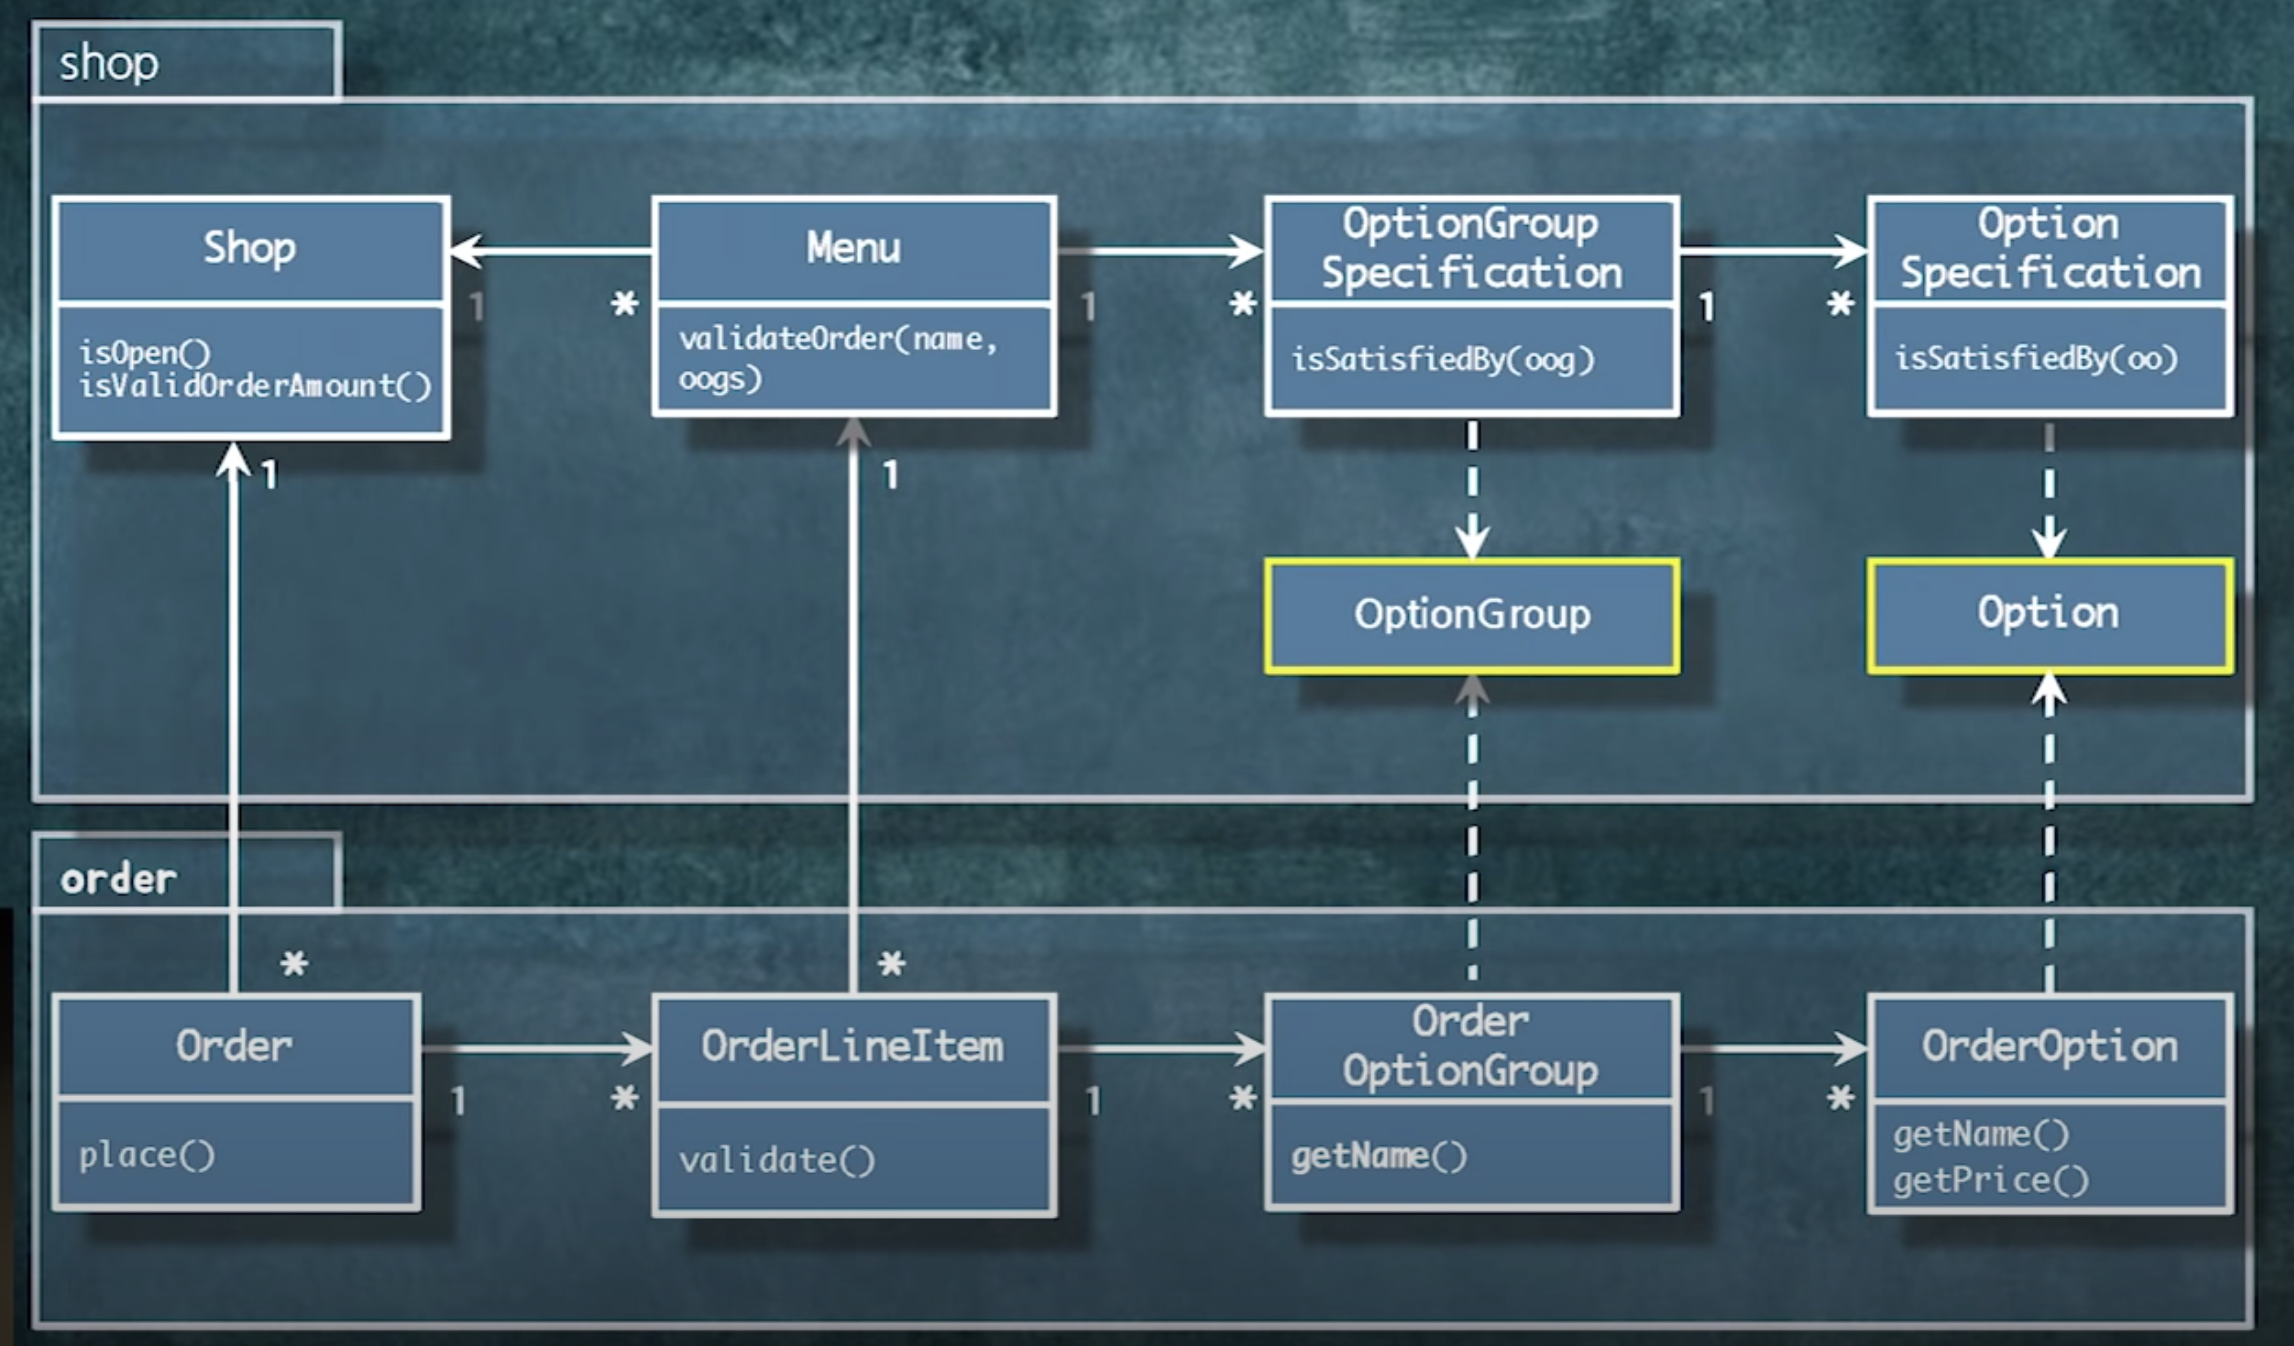 shop
Shop
isOpen()
isValidOrderAmount()
1
*
Menu
validateOrder(name,
oogs)
1
*
OptionGroup
Specification
isSatisfiedBy(oog)
1
*
Option
Specification
isSatisfiedBy(oo)
1
1
OptionGroup
Option
order
*
*
Order
place()
1
*
OrderLineItem
validate()
1
*
Order
OptionGroup
getName()
1
*
OrderOption
getName()
getPrice()